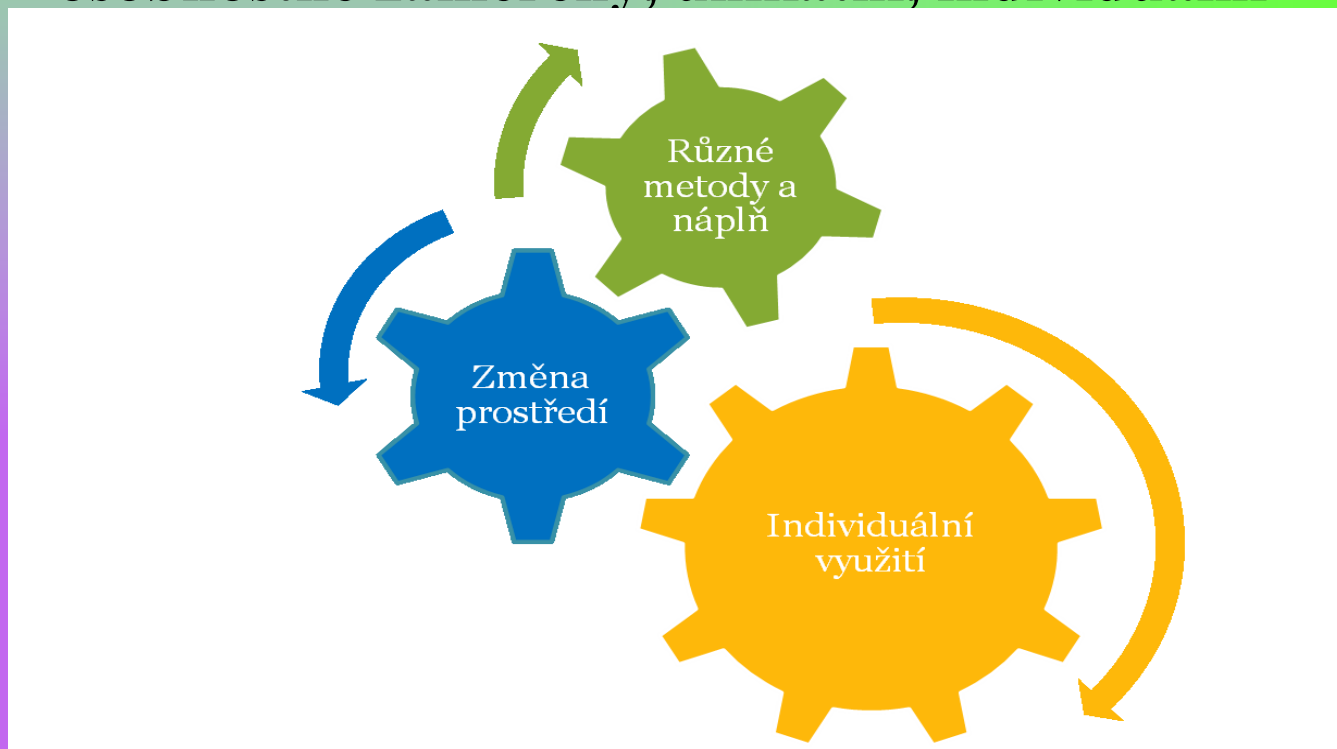 Různé
metody a
náplň
Změna
prostředí
Individuální
využití